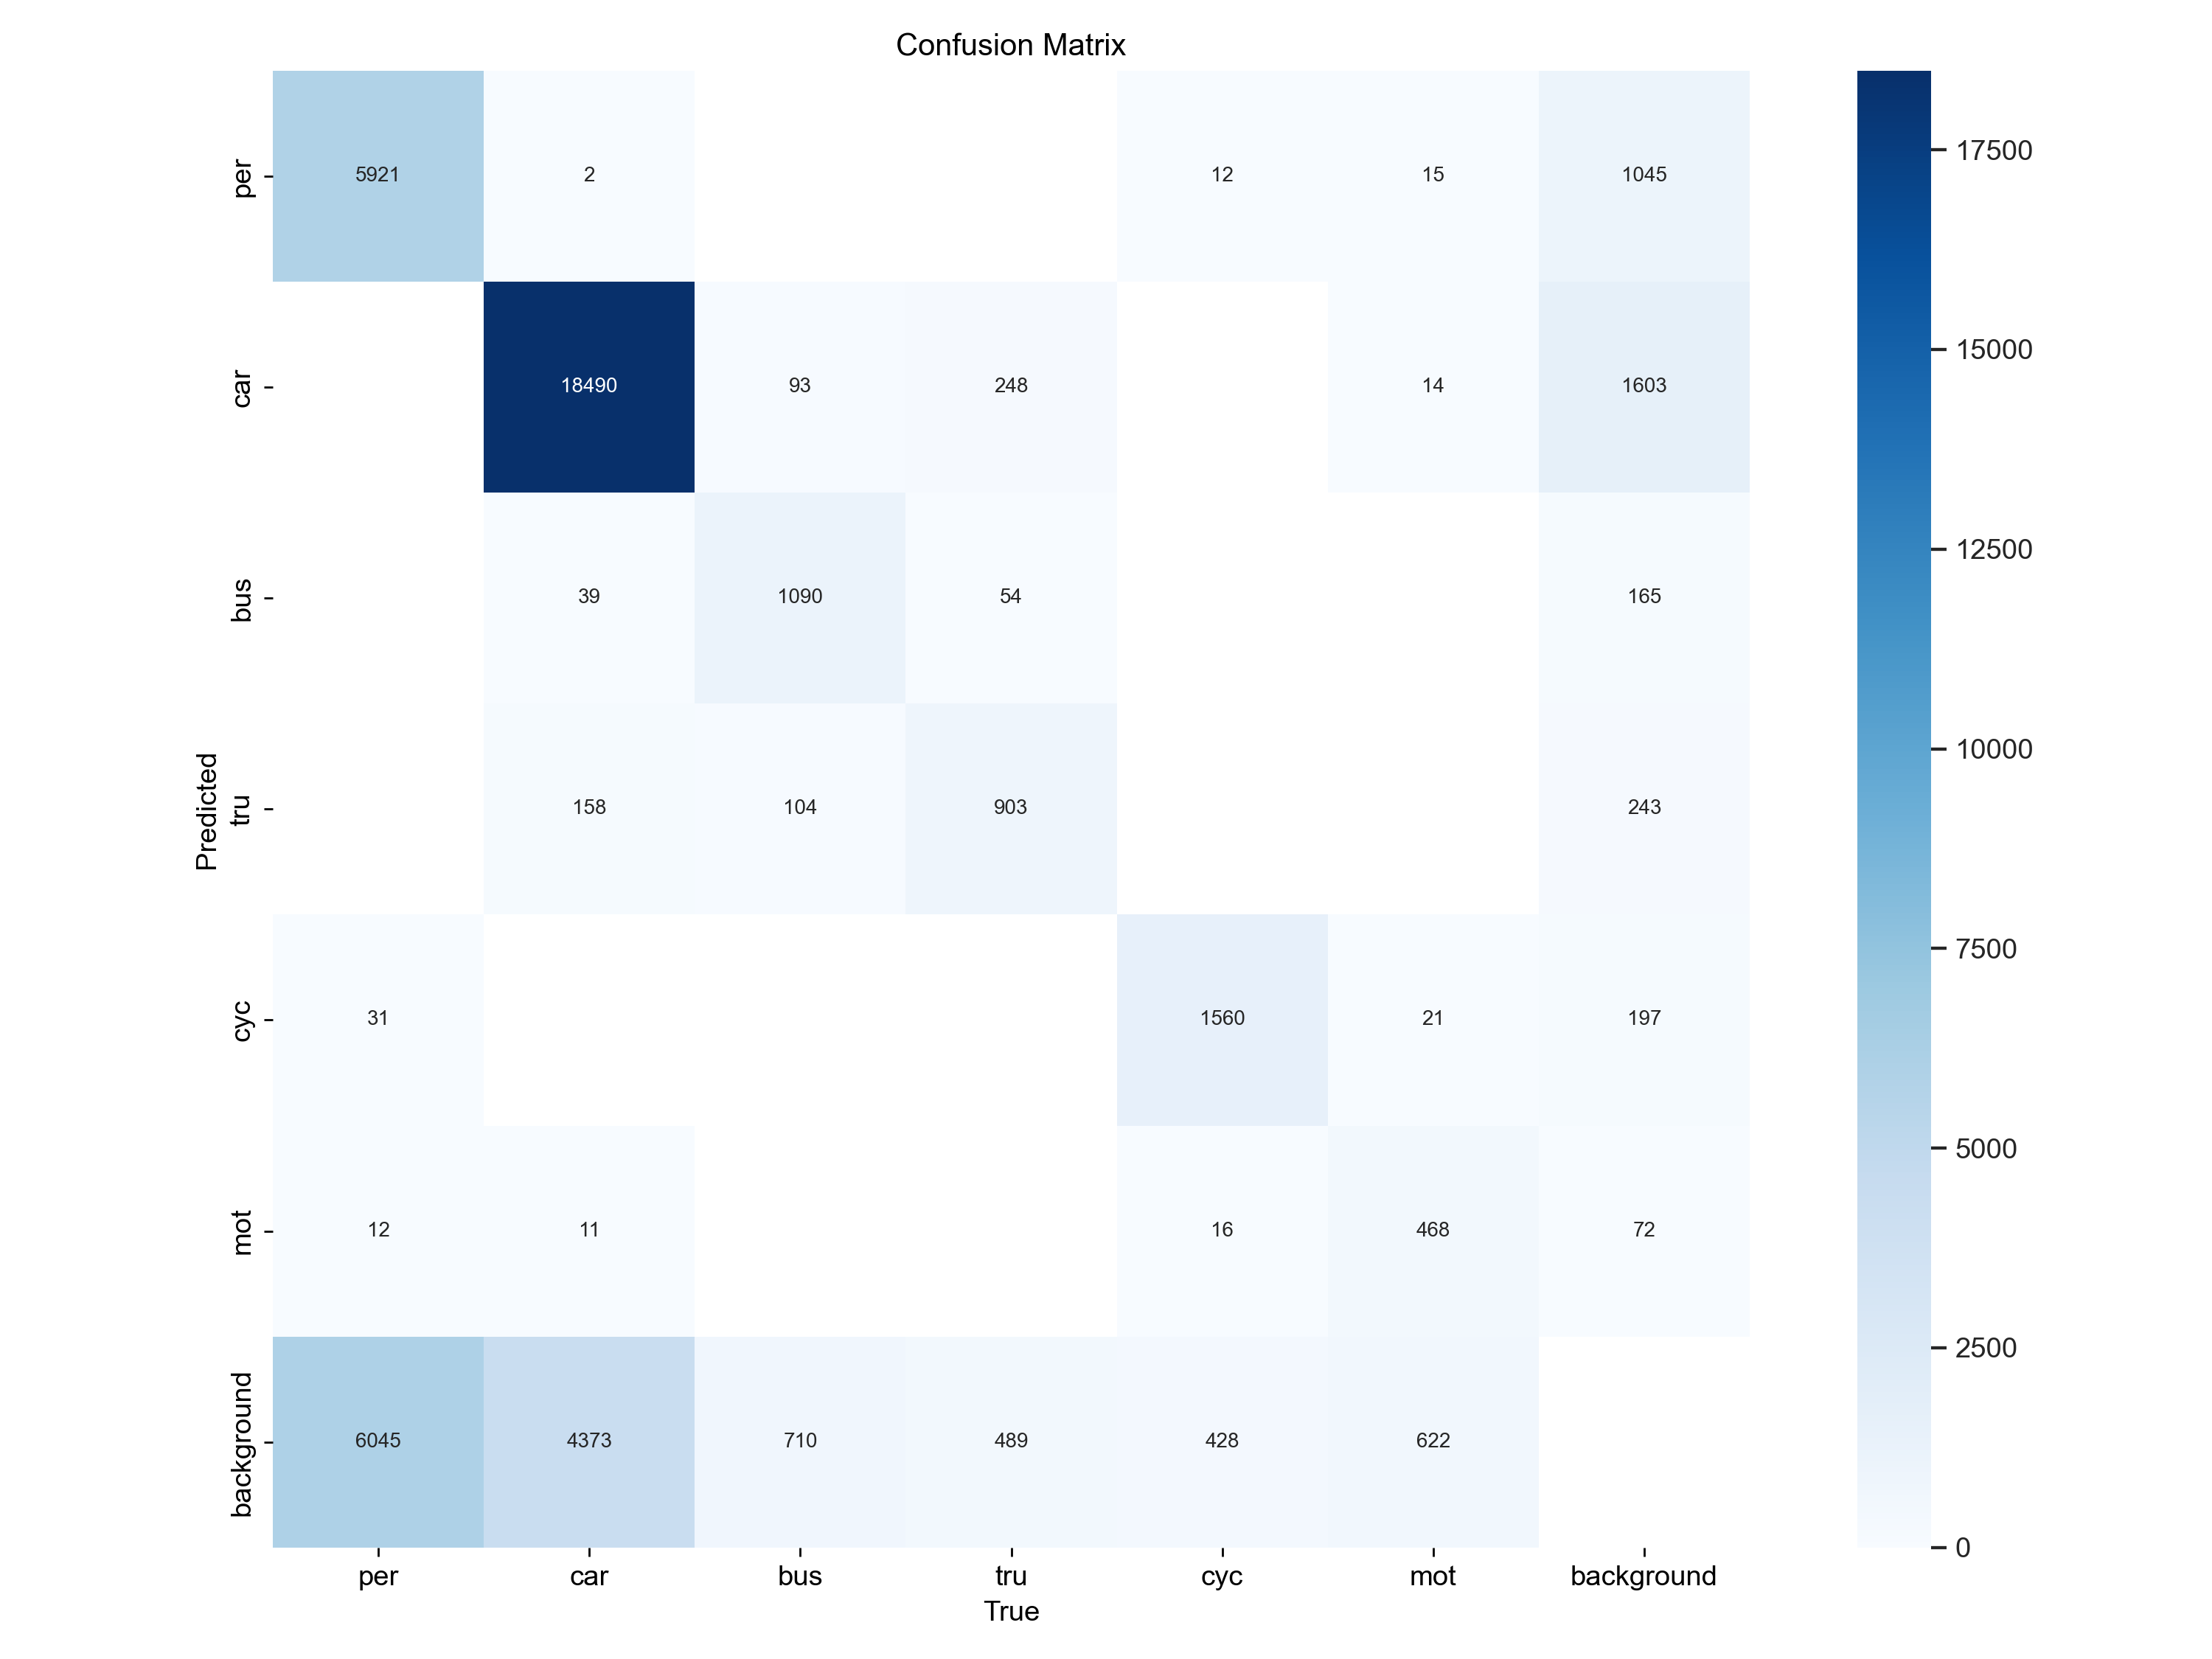 Confusion Matrix
per 5921 2 12 15 1045
car 18490 93 248 14 1603
bus 39 1090 54 165
tru 158 104 903 243
cyc 31 1560 21 197
mot 12 11 16 468 72
background 6045 4373 710 489 428 622
Predicted
per car bus tru cyc mot background
True
17500
15000
12500
10000
7500
5000
2500
0